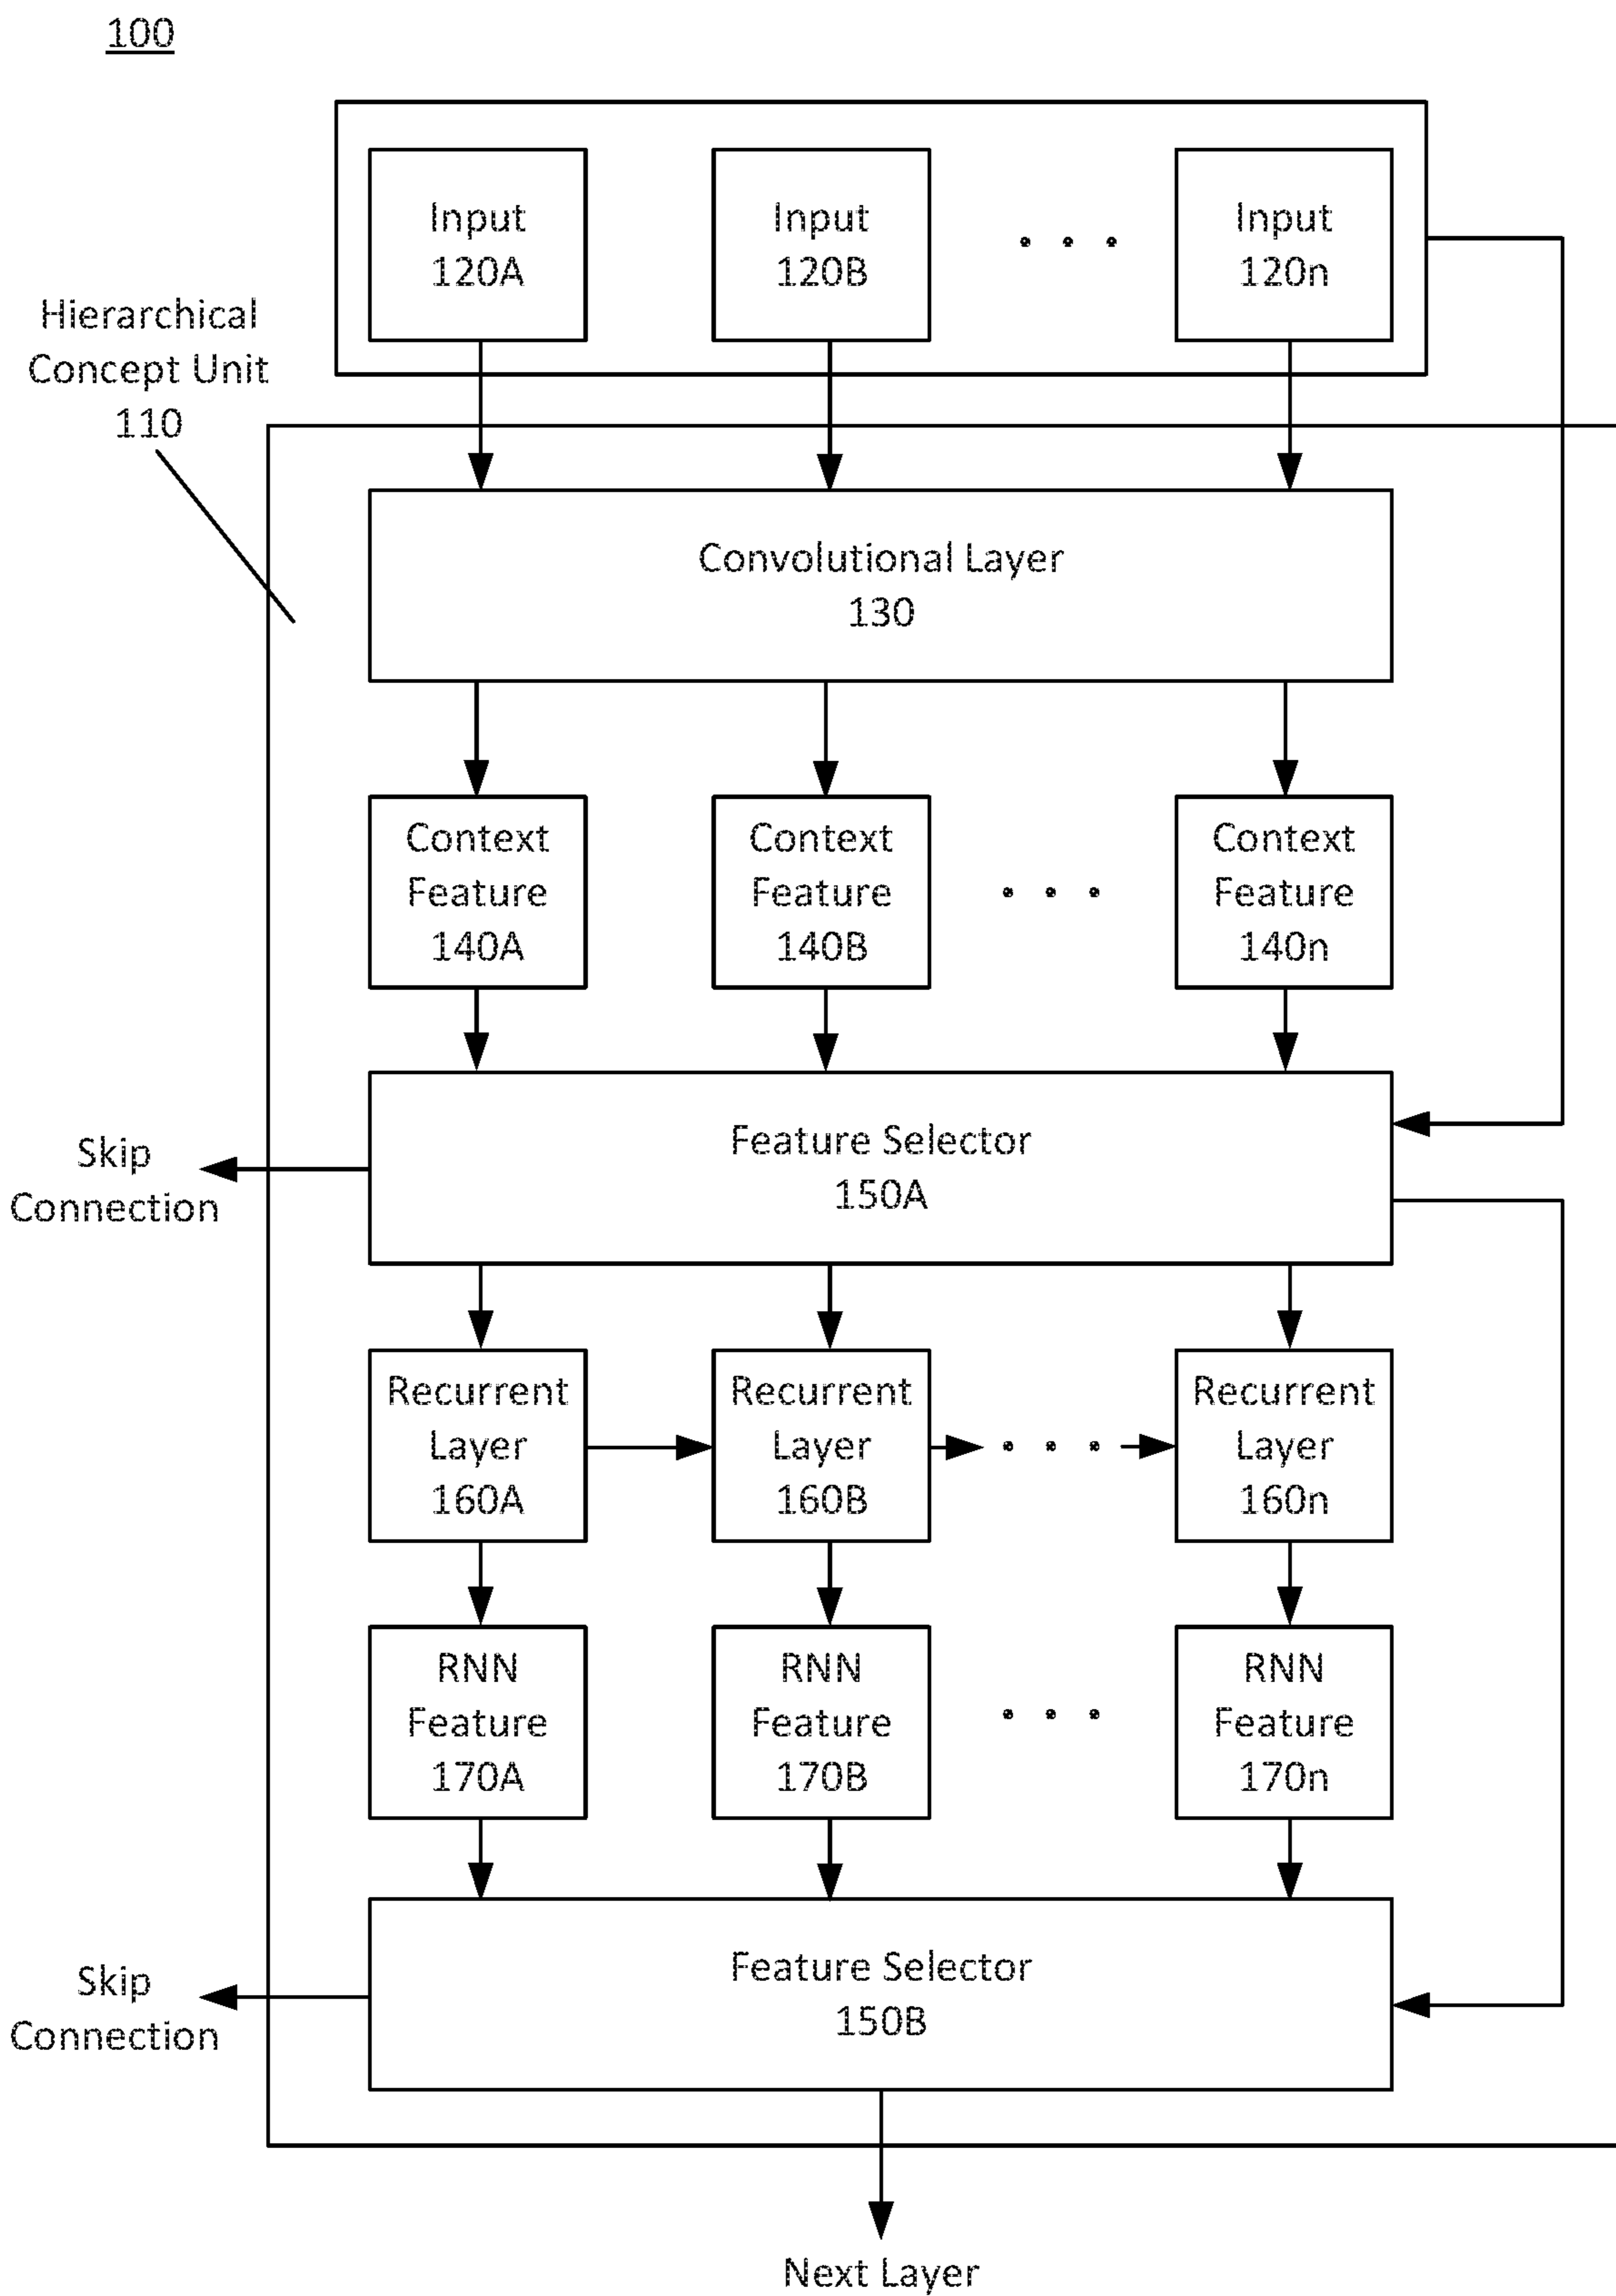 100
Input
120A
Input
120B
Input
120n
Hierarchical
Concept Unit
110
Convolutional Layer
130
Context
Feature
140A
Context
Feature
140B
Context
Feature
140n
Skip
Connection
Feature Selector
150A
Recurrent
Layer
160A
Recurrent
Layer
160B
Recurrent
Layer
160n
RNN
Feature
170A
RNN
Feature
170B
RNN
Feature
170n
Skip
Connection
Feature Selector
150B
Next Layer